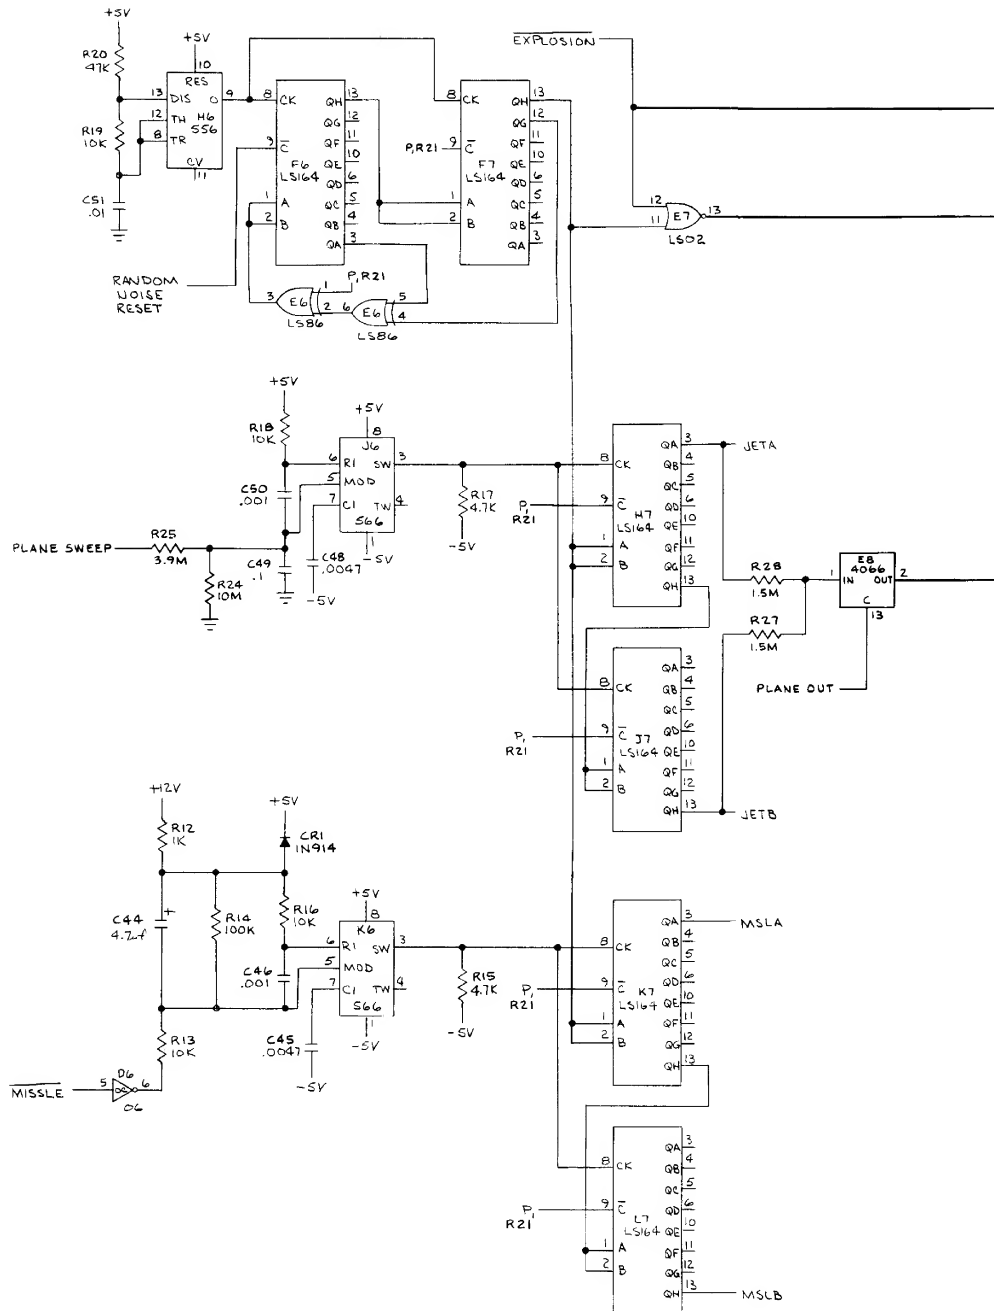 +5V
R20
47K
+5V
10
RES
13 DIS O 9
12 TH H6
8 TR 556
CV
11
R19
10K
C51
.01
8 CK QH 13
QG 12
QF 11
9 C QE 10
F6 QD 6
LS164 QC 5
1 A QB 4
2 B QA 3
RANDOM
NOISE
RESET
P, R21
3 E6 1
2
LS86
6 E6 5
4
LS86
8 CK QH 13
QG 12
QF 11
P, R21 9 C QE 10
F7 QD 6
LS164 QC 5
1 A QB 4
2 B QA 3
EXPLOSION
12
11 E7 13
LS02
+5V
R18
10K
C50
.001
+5V
8
J6
6 R1 SW 3
5 MOD
7 C1 TW 4
566
1
-5V
PLANE SWEEP
R25
3.9M
R24
10M
C49
.1
C48
.0047
-5V
R17
4.7K
-5V
QA 3
8 CK QB 4
QC 5
P, R21 9 C QD 6
H7 QE 10
LS164
1 A QF 11
2 B QG 12
QH 13
JETA
R28
1.5M
R27
1.5M
E8
4066
1 IN OUT 2
C
13
PLANE OUT
QA 3
8 CK QB 4
QC 5
P, R21 9 C QD 6
J7 QE 10
LS164
1 A QF 11
2 B QG 12
QH 13
JETB
+12V
R12
1K
+5V
CR1
1N914
C44 +
4.7uf
R14
100K
R16
10K
C46
.001
+5V
8
K6
6 R1 SW 3
5 MOD
7 C1 TW 4
566
1
-5V
R13
10K
C45
.0047
-5V
R15
4.7K
-5V
MISSLE
5 D6 6
06
QA 3
8 CK QB 4
QC 5
P, R21 9 C QD 6
K7 QE 10
LS164
1 A QF 11
2 B QG 12
QH 13
MSLA
QA 3
8 CK QB 4
QC 5
P, R21 9 C QD 6
L7 QE 10
LS164
1 A QF 11
2 B QG 12
QH 13
MSLB